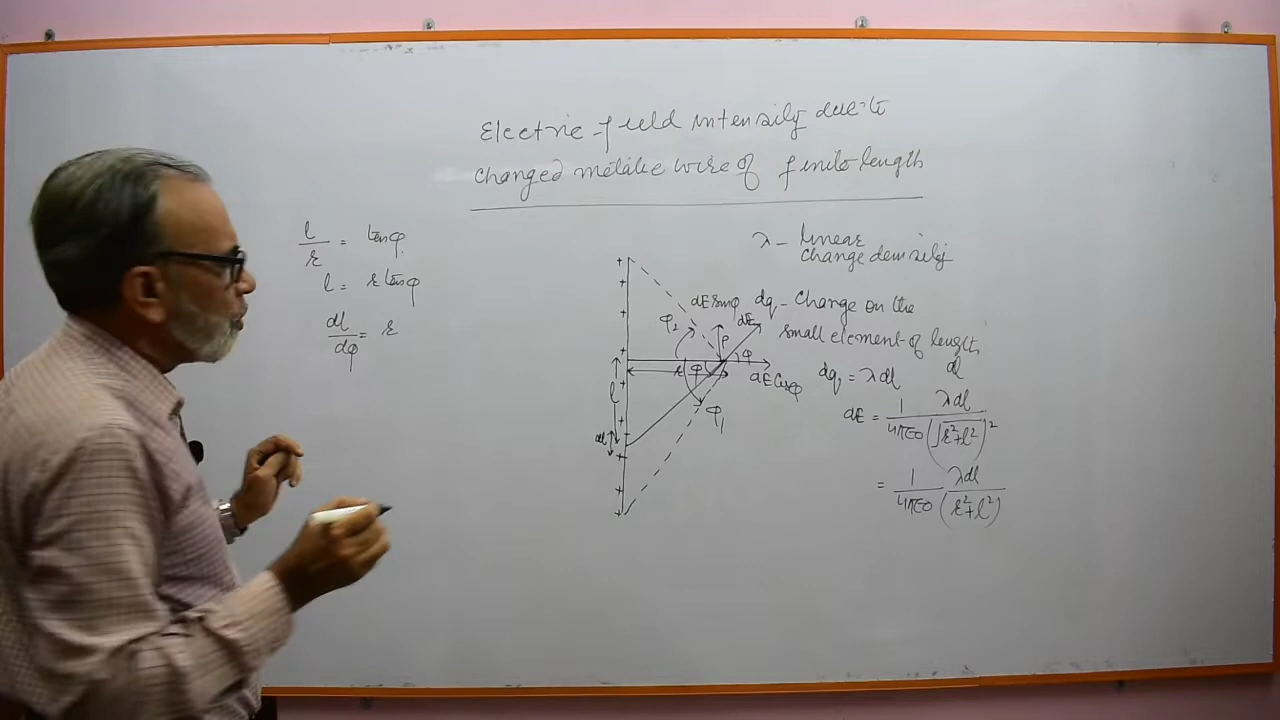 Electric field intensity due to
charged metalic wire of finite length
l/r = tanφ
l = r tanφ
dl/dφ = r
λ – linear
charge density
dq – charge on the
small element of length
dl
dq = λdl
dE = 1/4πε0 λdl/(√r²+l²)²
= 1/4πε0 λdl/(r²+l²)
dE sinφ
dE
φ2
P
φ
r
φ
dE cosφ
l
φ1
dl